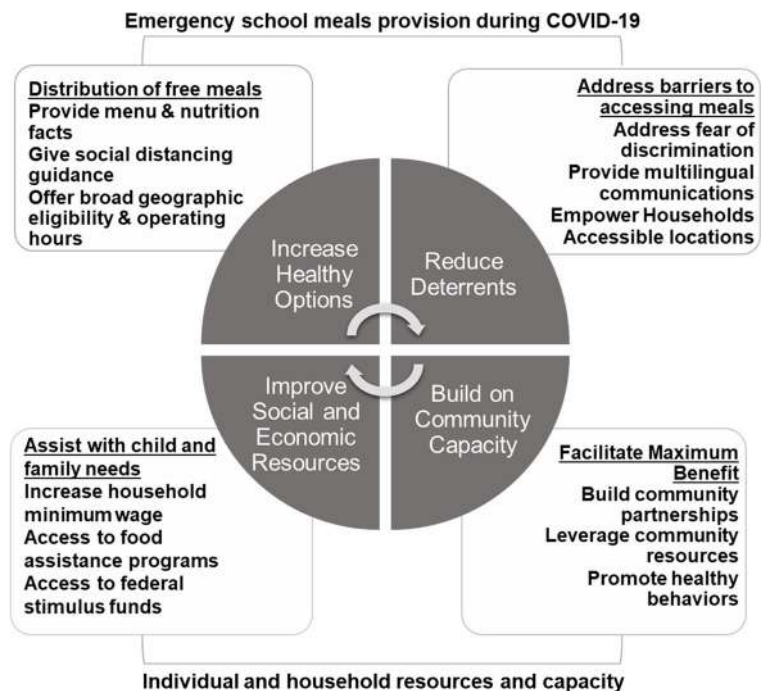 Emergency school meals provision during COVID-19
Distribution of free meals
Provide menu & nutrition
facts
Give social distancing
guidance
Offer broad geographic
eligibility & operating
hours
Address barriers to
accessing meals
Address fear of
discrimination
Provide multilingual
communications
Empower Households
Accessible locations
Increase
Healthy
Options
Reduce
Deterrents
Improve
Social and
Economic
Resources
Build on
Community
Capacity
Assist with child and
family needs
Increase household
minimum wage
Access to food
assistance programs
Access to federal
stimulus funds
Facilitate Maximum
Benefit
Build community
partnerships
Leverage community
resources
Promote healthy
behaviors
Individual and household resources and capacity